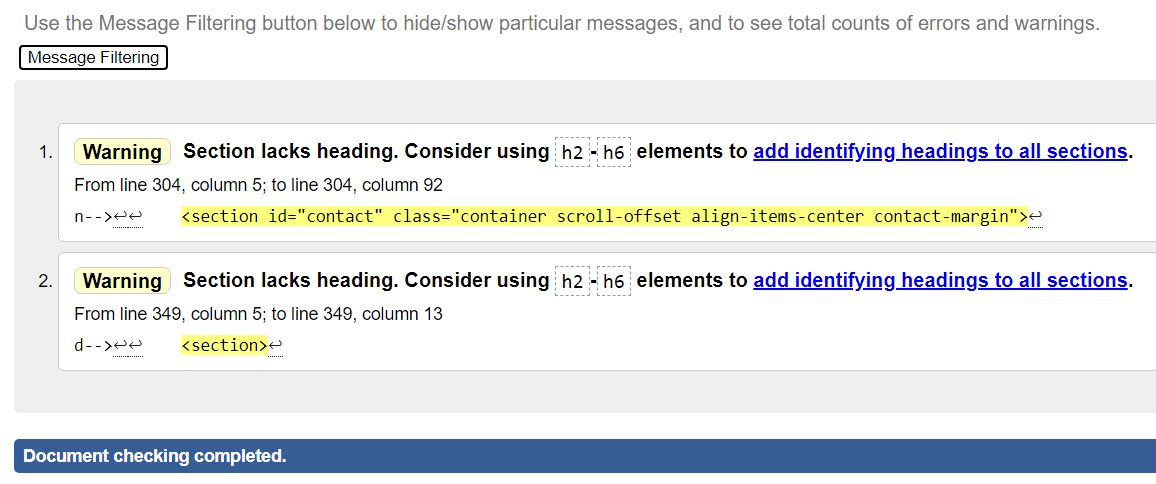 Use the Message Filtering button below to hide/show particular messages, and to see total counts of errors and warnings.
Message Filtering
1. Warning Section lacks heading. Consider using h2-h6 elements to add identifying headings to all sections.
From line 304, column 5; to line 304, column 92
n-->↩↩ <section id="contact" class="container scroll-offset align-items-center contact-margin">↩
2. Warning Section lacks heading. Consider using h2-h6 elements to add identifying headings to all sections.
From line 349, column 5; to line 349, column 13
d-->↩↩ <section>↩
Document checking completed.